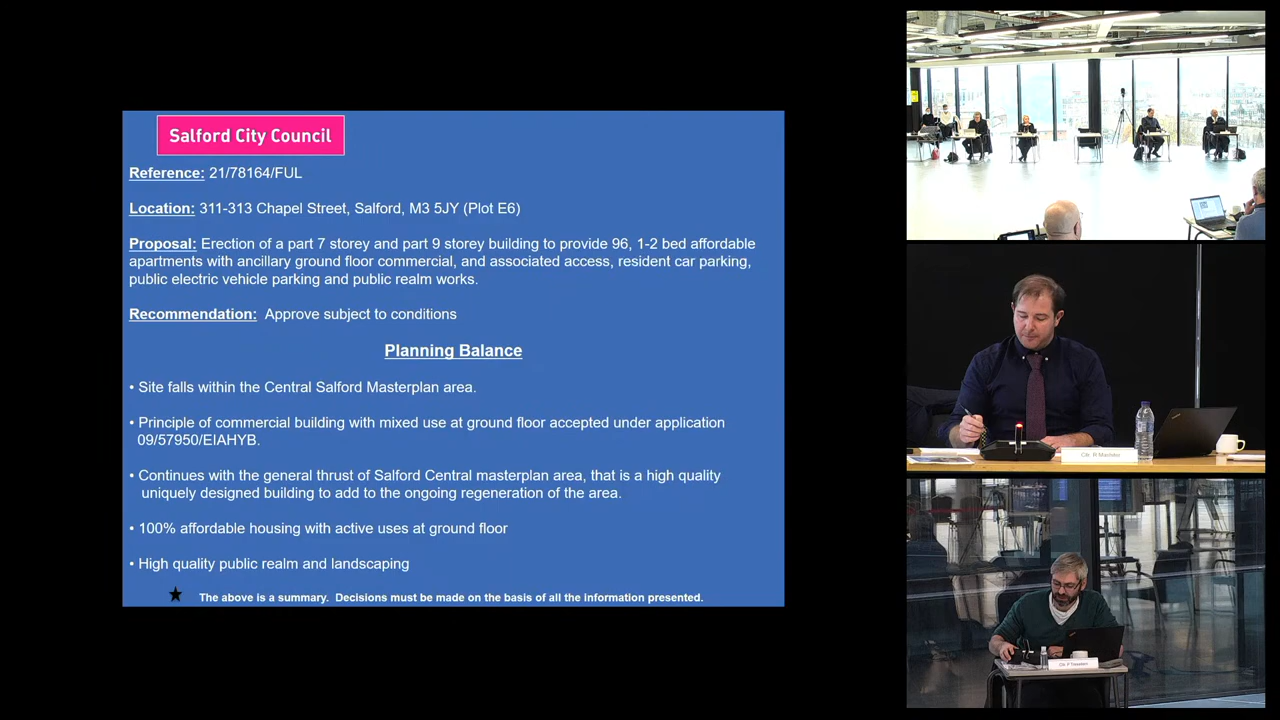 Salford City Council
Reference: 21/78164/FUL
Location: 311-313 Chapel Street, Salford, M3 5JY (Plot E6)
Proposal: Erection of a part 7 storey and part 9 storey building to provide 96, 1-2 bed affordable
apartments with ancillary ground floor commercial, and associated access, resident car parking,
public electric vehicle parking and public realm works.
Recommendation: Approve subject to conditions
Planning Balance
• Site falls within the Central Salford Masterplan area.
• Principle of commercial building with mixed use at ground floor accepted under application
09/57950/EIAHYB.
• Continues with the general thrust of Salford Central masterplan area, that is a high quality
uniquely designed building to add to the ongoing regeneration of the area.
• 100% affordable housing with active uses at ground floor
• High quality public realm and landscaping
★ The above is a summary. Decisions must be made on the basis of all the information presented.
Cllr. R
Cllr. P